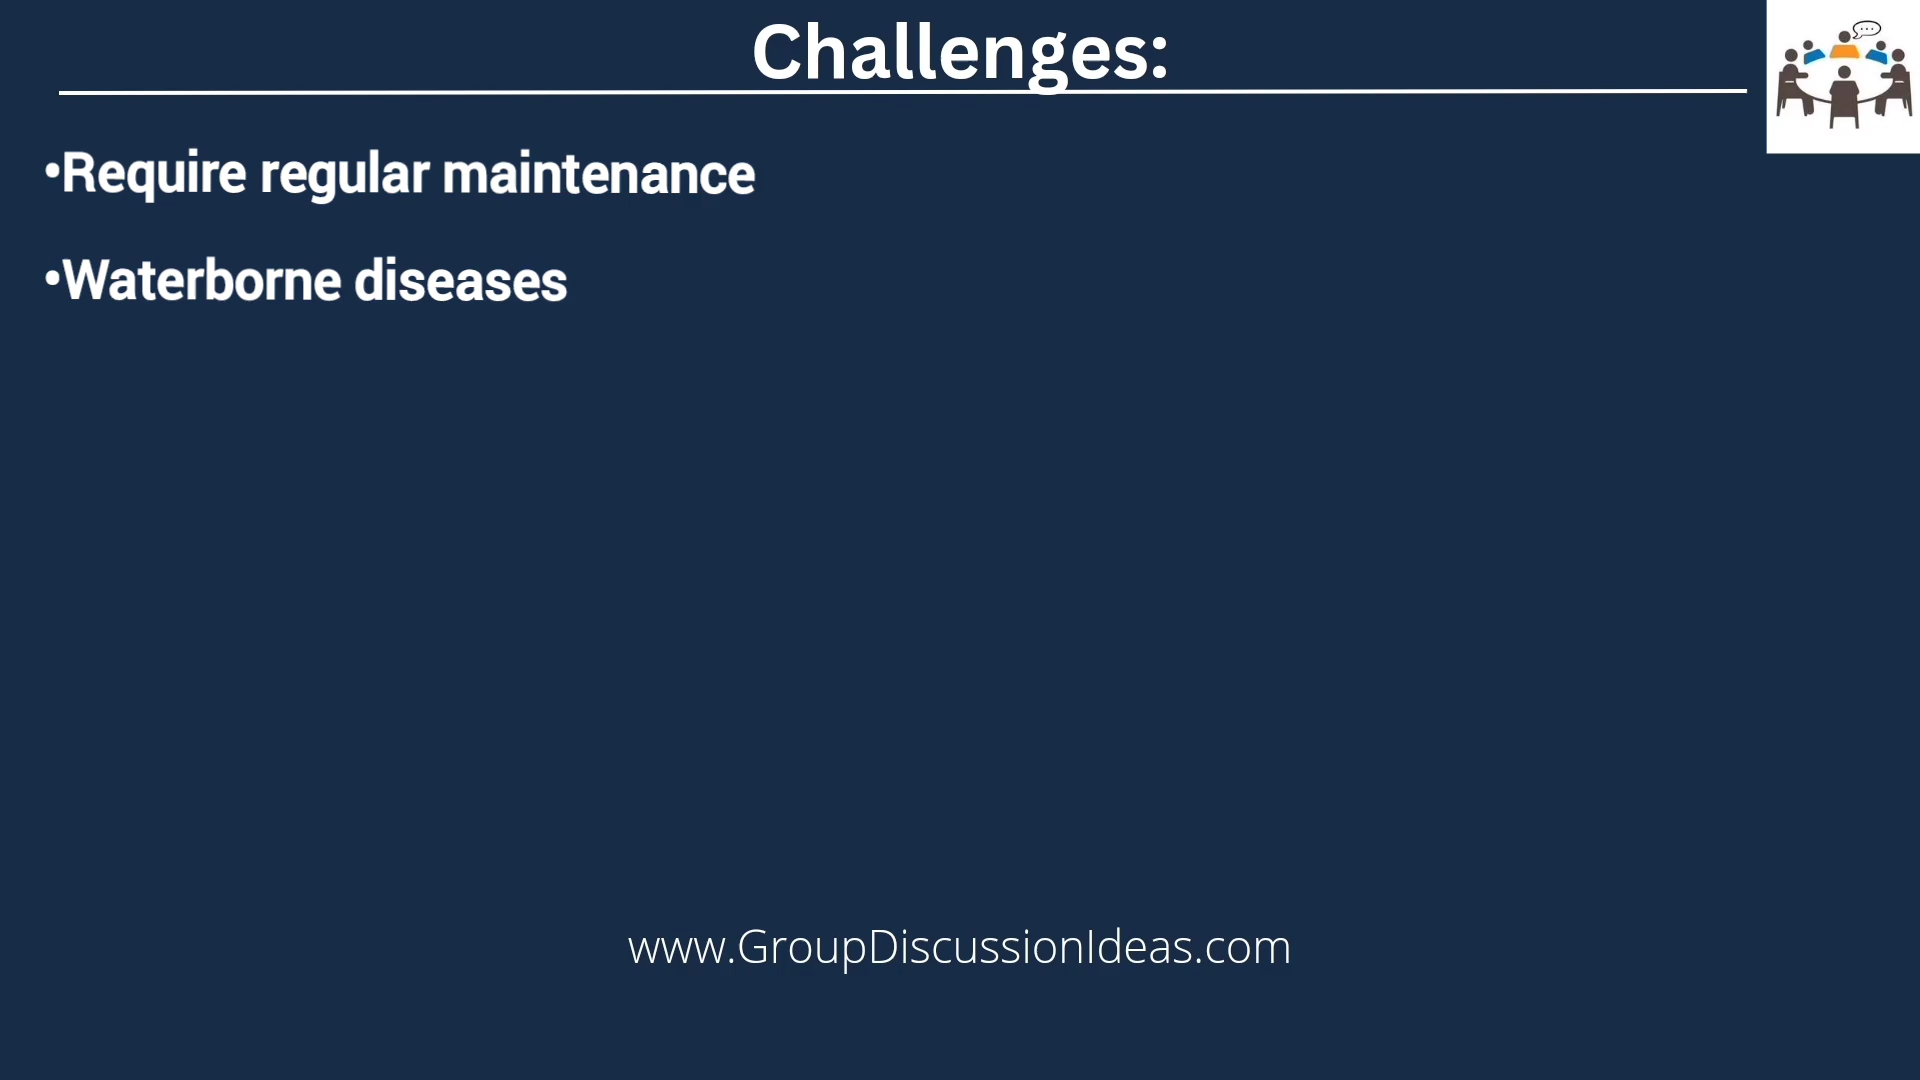 Challenges:
•Require regular maintenance
•Waterborne diseases
www.GroupDiscussionIdeas.com